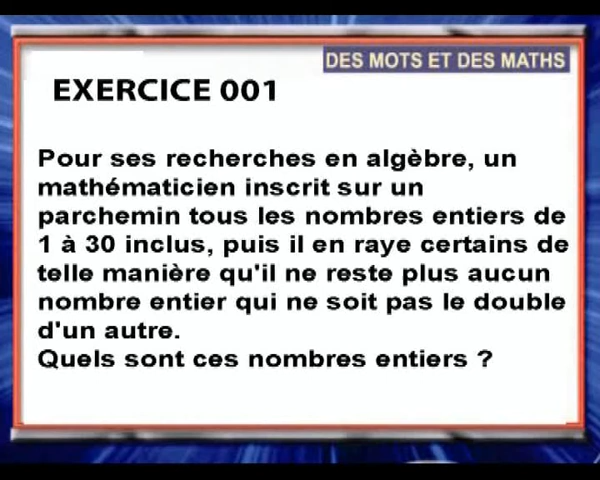 DES MOTS ET DES MATHS
EXERCICE 001
Pour ses recherches en algèbre, un
mathématicien inscrit sur un
parchemin tous les nombres entiers de
1 à 30 inclus, puis il en raye certains de
telle manière qu'il ne reste plus aucun
nombre entier qui ne soit pas le double
d'un autre.
Quels sont ces nombres entiers ?